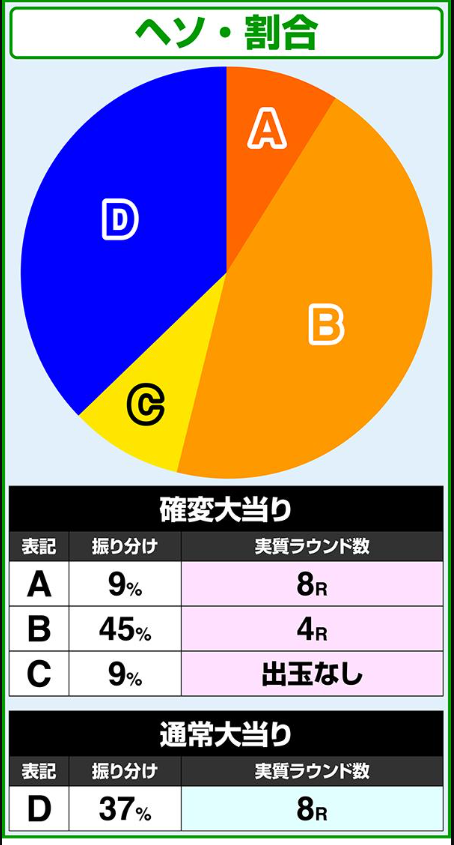 ヘソ・割合
A
B
C
D
確変大当り
表記 振り分け 実質ラウンド数
A 9% 8R
B 45% 4R
C 9% 出玉なし
通常大当り
表記 振り分け 実質ラウンド数
D 37% 8R